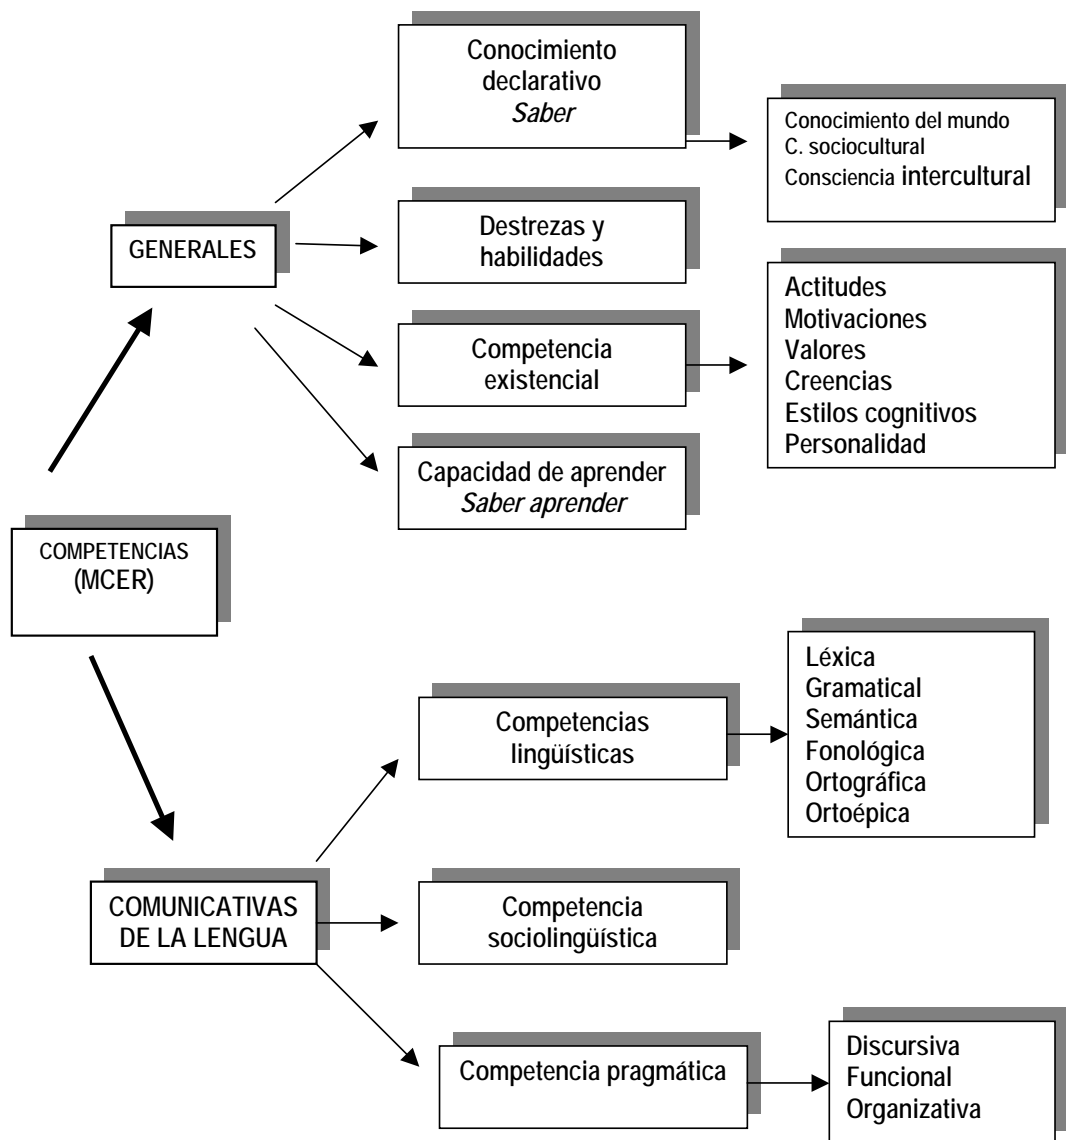 Conocimiento
declarativo
Saber
Conocimiento del mundo
C. sociocultural
Consciencia intercultural
GENERALES
Destrezas y
habilidades
Competencia
existencial
Actitudes
Motivaciones
Valores
Creencias
Estilos cognitivos
Personalidad
Capacidad de aprender
Saber aprender
COMPETENCIAS
(MCER)
Competencias
lingüísticas
Léxica
Gramatical
Semántica
Fonológica
Ortográfica
Ortoépica
COMUNICATIVAS
DE LA LENGUA
Competencia
sociolingüística
Competencia pragmática
Discursiva
Funcional
Organizativa